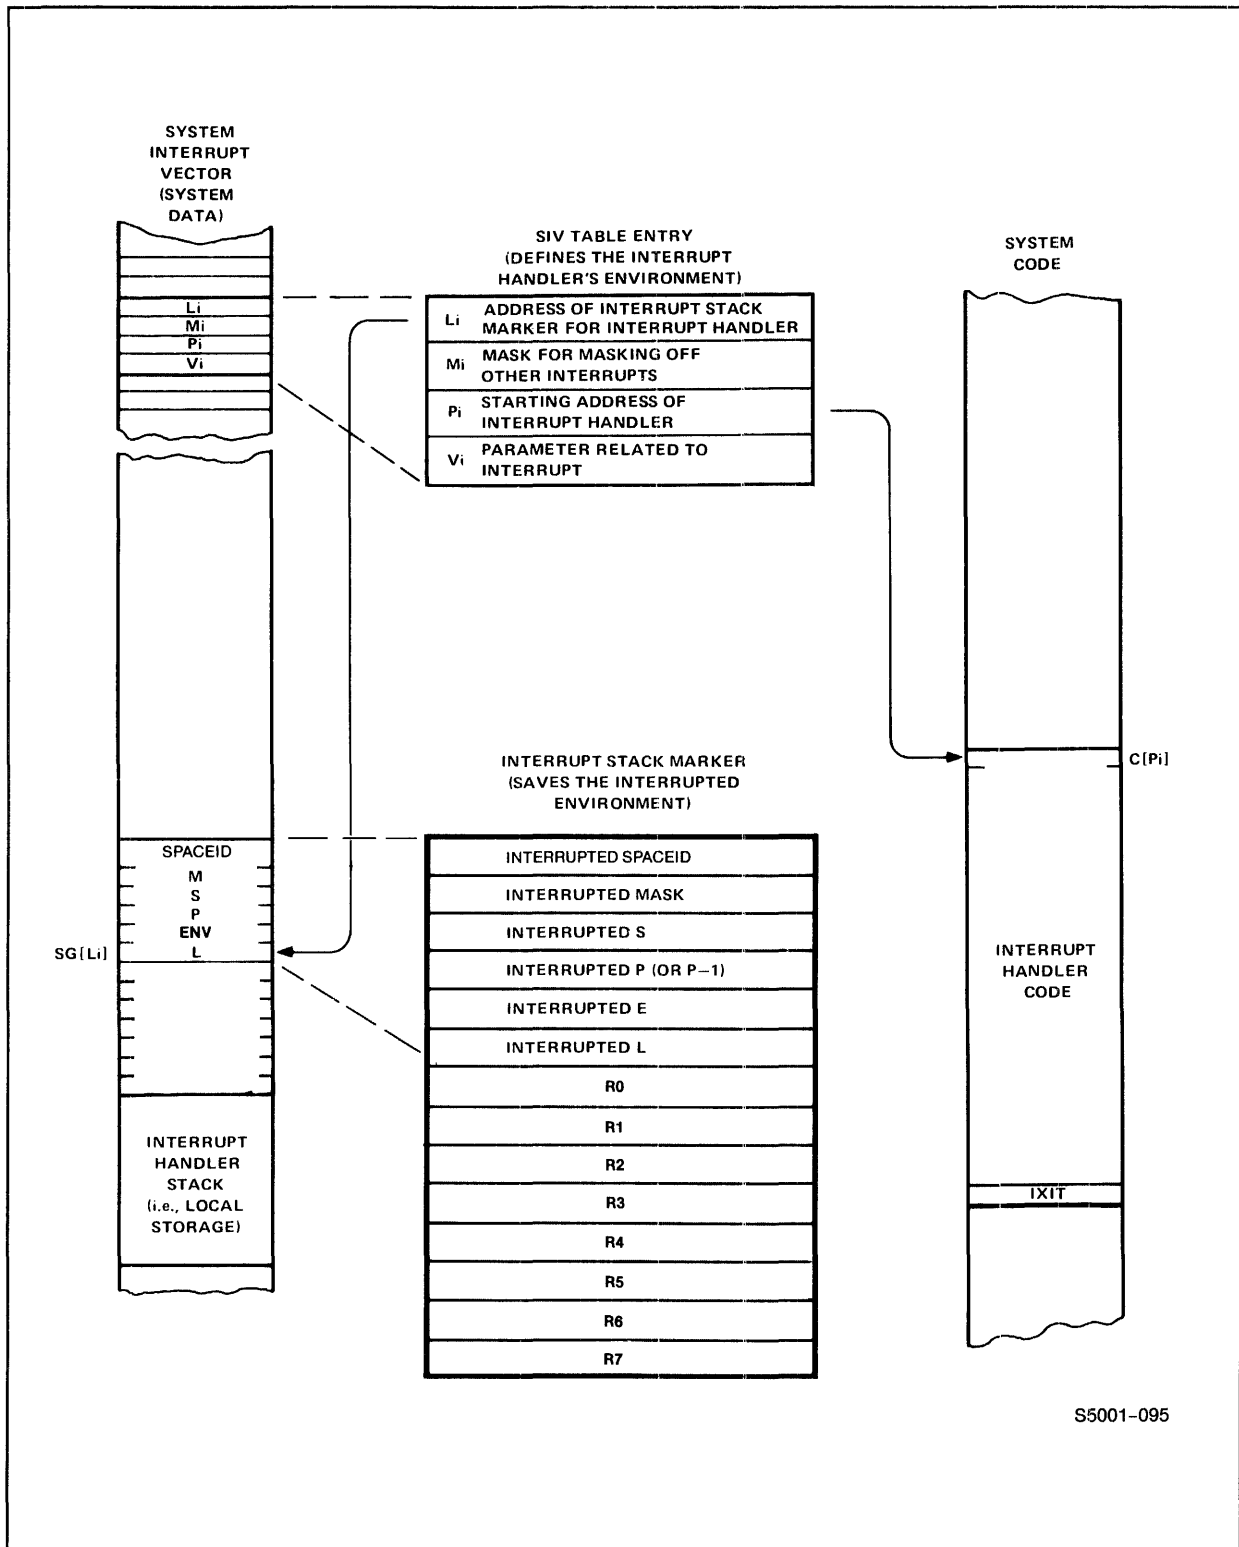 SYSTEM
INTERRUPT
VECTOR
(SYSTEM
DATA)
Li
Mi
Pi
Vi
SIV TABLE ENTRY
(DEFINES THE INTERRUPT
HANDLER'S ENVIRONMENT)
Li ADDRESS OF INTERRUPT STACK
MARKER FOR INTERRUPT HANDLER
Mi MASK FOR MASKING OFF
OTHER INTERRUPTS
Pi STARTING ADDRESS OF
INTERRUPT HANDLER
Vi PARAMETER RELATED TO
INTERRUPT
SYSTEM
CODE
C[Pi]
SPACEID
M
S
P
ENV
SG[Li] L
INTERRUPT STACK MARKER
(SAVES THE INTERRUPTED
ENVIRONMENT)
INTERRUPTED SPACEID
INTERRUPTED MASK
INTERRUPTED S
INTERRUPTED P (OR P–1)
INTERRUPTED E
INTERRUPTED L
R0
R1
R2
R3
R4
R5
R6
R7
INTERRUPT
HANDLER
CODE
IXIT
INTERRUPT
HANDLER
STACK
(i.e., LOCAL
STORAGE)
S5001-095